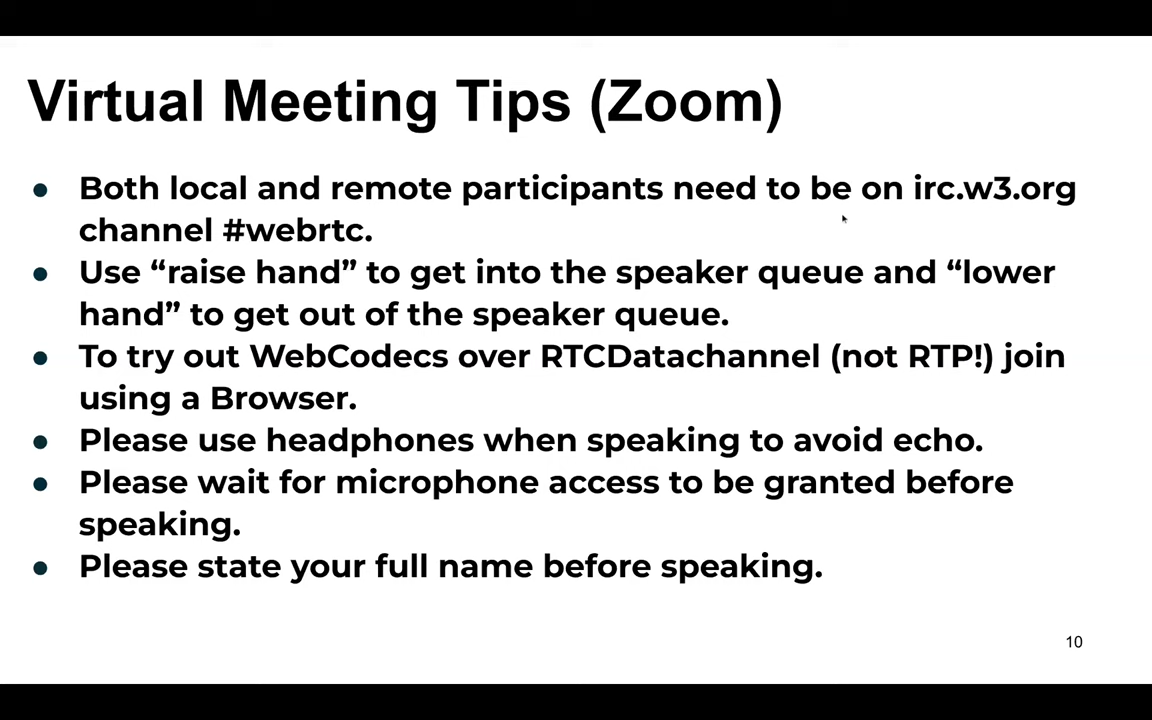 Virtual Meeting Tips (Zoom)
● Both local and remote participants need to be on irc.w3.org
channel #webrtc.
● Use “raise hand” to get into the speaker queue and “lower
hand” to get out of the speaker queue.
● To try out WebCodecs over RTCDatachannel (not RTP!) join
using a Browser.
● Please use headphones when speaking to avoid echo.
● Please wait for microphone access to be granted before
speaking.
● Please state your full name before speaking.
10